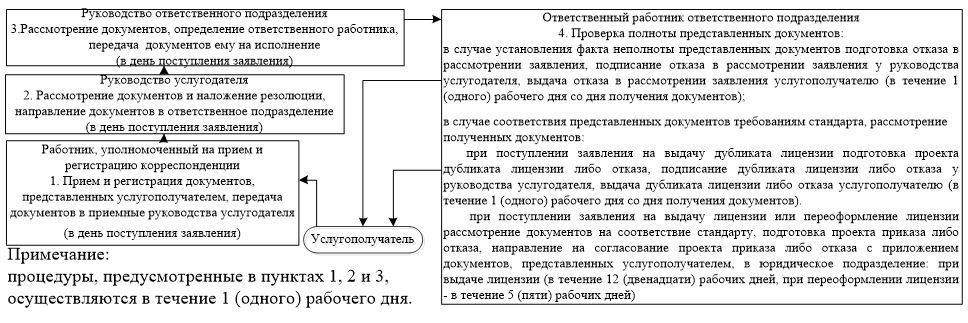 Руководство ответственного подразделения
3.Рассмотрение документов, определение ответственного работника,
передача документов ему на исполнение
(в день поступления заявления)
Руководство услугодателя
2. Рассмотрение документов и наложение резолюции,
направление документов в ответственное подразделение
(в день поступления заявления)
Работник, уполномоченный на прием и
регистрацию корреспонденции
1. Прием и регистрация документов,
представленных услугополучателем, передача
документов в приемные руководства услугодателя
(в день поступления заявления)
Услугополучатель
Примечание:
процедуры, предусмотренные в пунктах 1, 2 и 3,
осуществляются в течение 1 (одного) рабочего дня.
Ответственный работник ответственного подразделения
4. Проверка полноты представленных документов:
в случае установления факта неполноты представленных документов подготовка отказа в
рассмотрении заявления, подписание отказа в рассмотрении заявления у руководства
услугодателя, выдача отказа в рассмотрении заявления услугополучателю (в течение 1
(одного) рабочего дня со дня получения документов);
в случае соответствия представленных документов требованиям стандарта, рассмотрение
полученных документов:
при поступлении заявления на выдачу дубликата лицензии подготовка проекта
дубликата лицензии либо отказа, подписание дубликата лицензии либо отказа у
руководства услугодателя, выдача дубликата лицензии либо отказа услугополучателю (в
течение 1 (одного) рабочего дня со дня получения документов).
при поступлении заявления на выдачу лицензии или переоформление лицензии
рассмотрение документов на соответствие стандарту, подготовка проекта приказа либо
отказа, направление на согласование проекта приказа либо отказа с приложением
документов, представленных услугополучателем, в юридическое подразделение: при
выдаче лицензии (в течение 12 (двенадцати) рабочих дней, при переоформлении лицензии
- в течение 5 (пяти) рабочих дней)